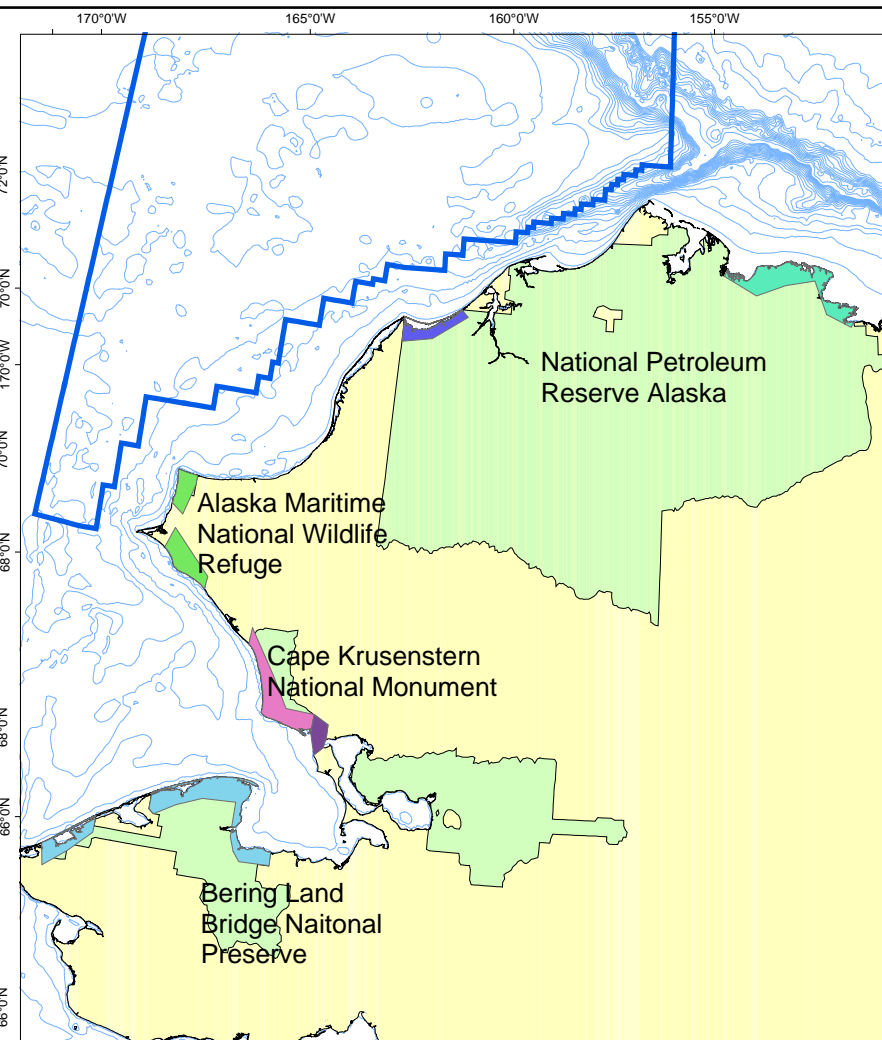 170°0'W 165°0'W 160°0'W 155°0'W
72°0'N
70°0'N
170°0'W
National Petroleum
Reserve Alaska
70°0'N
Alaska Maritime
National Wildlife
Refuge
68°0'N
Cape Krusenstern
National Monument
68°0'N
66°0'N
Bering Land
Bridge Naitonal
Preserve
66°0'N